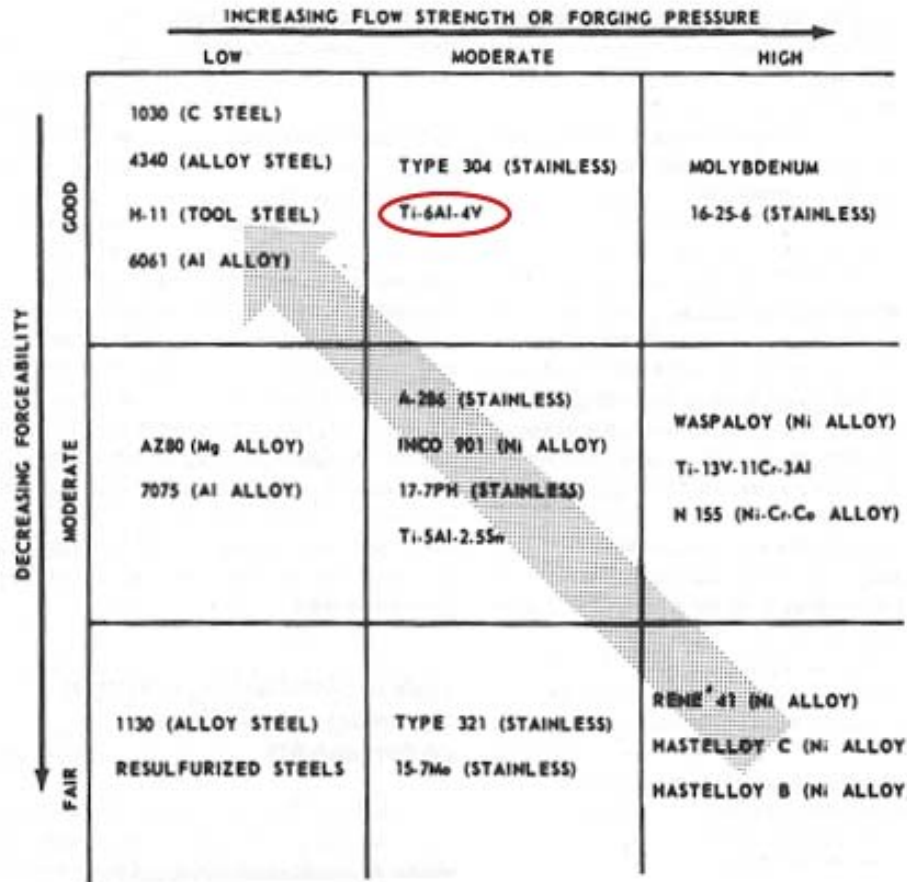 INCREASING FLOW STRENGTH OR FORGING PRESSURE
LOW
MODERATE
HIGH
DECREASING FORGEABILITY
GOOD
1030 (C STEEL)
4340 (ALLOY STEEL)
H-11 (TOOL STEEL)
6061 (Al ALLOY)
TYPE 304 (STAINLESS)
Ti-6Al-4V
MOLYBDENUM
16-25-6 (STAINLESS)
MODERATE
AZ80 (Mg ALLOY)
7075 (Al ALLOY)
A-286 (STAINLESS)
INCO 901 (Ni ALLOY)
17-7PH (STAINLESS)
Ti-5Al-2.5Sn
WASPALOY (Ni ALLOY)
Ti-13V-11Cr-3Al
N 155 (Ni-Cr-Co ALLOY)
FAIR
1130 (ALLOY STEEL)
RESULFURIZED STEELS
TYPE 321 (STAINLESS)
15-7Mo (STAINLESS)
RENE' 41 (Ni ALLOY)
HASTELLOY C (Ni ALLOY
HASTELLOY B (Ni ALLOY